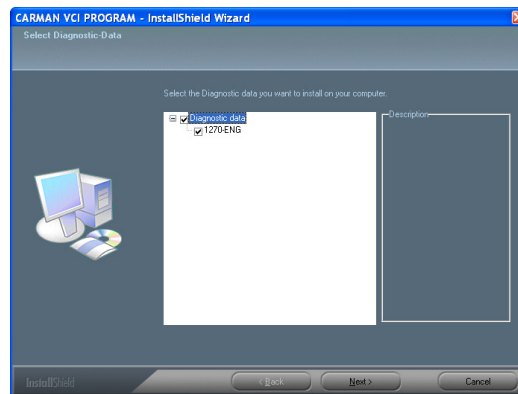 CARMAN VCI PROGRAM - InstallShield Wizard
Select Diagnostic-Data
Select the Diagnostic data you want to install on your computer.
Diagnostic data
1270-ENG
Description
InstallShield
< Back
Next >
Cancel